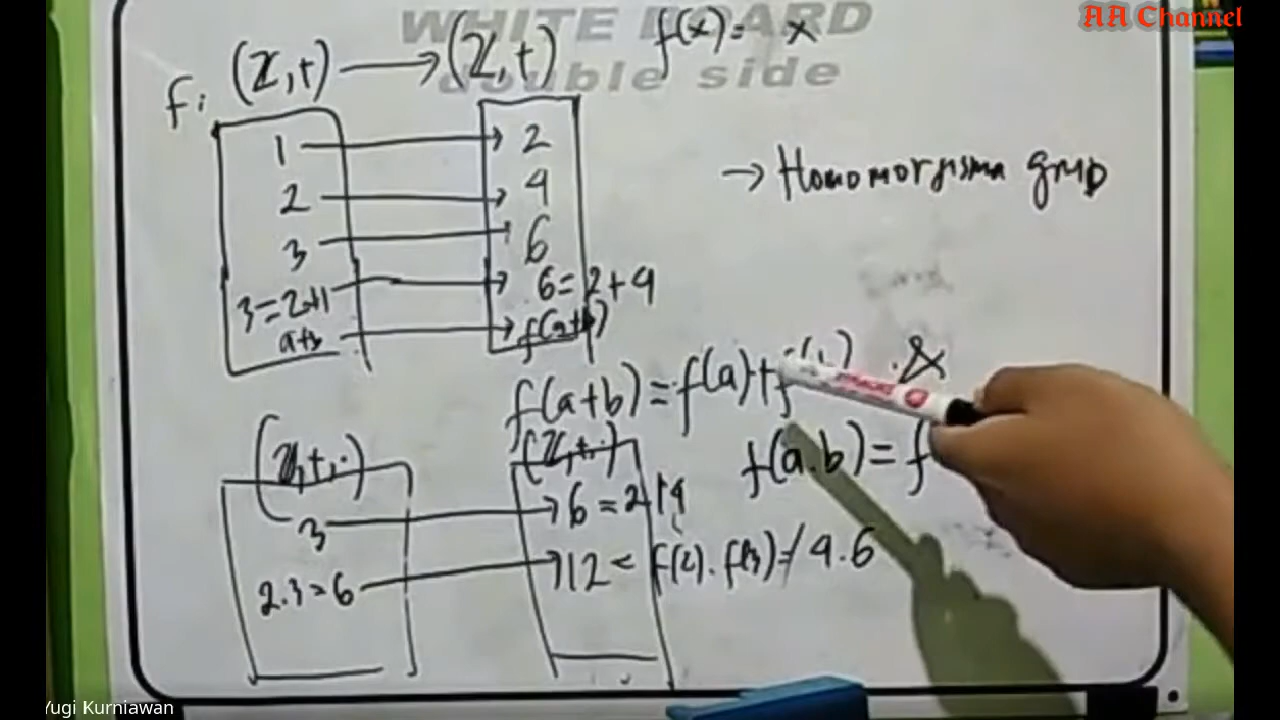 AA Channel
WHITE BOARD
double side
f: (ℤ,+) → (ℤ,+) f(x) = x
1 → 2
2 → 4
3 → 6
3=2+1 → 6=2+4
a+b → f(a+b)
→ Homomorfisma grup
f(a+b)=f(a)+f(b) &
f(a.b)=f
(ℤ,+,.) (ℤ,+,.)
3 → 6=2+4
2.3=6 → 12 < f(2).f(3)=/4.6
Yugi Kurniawan